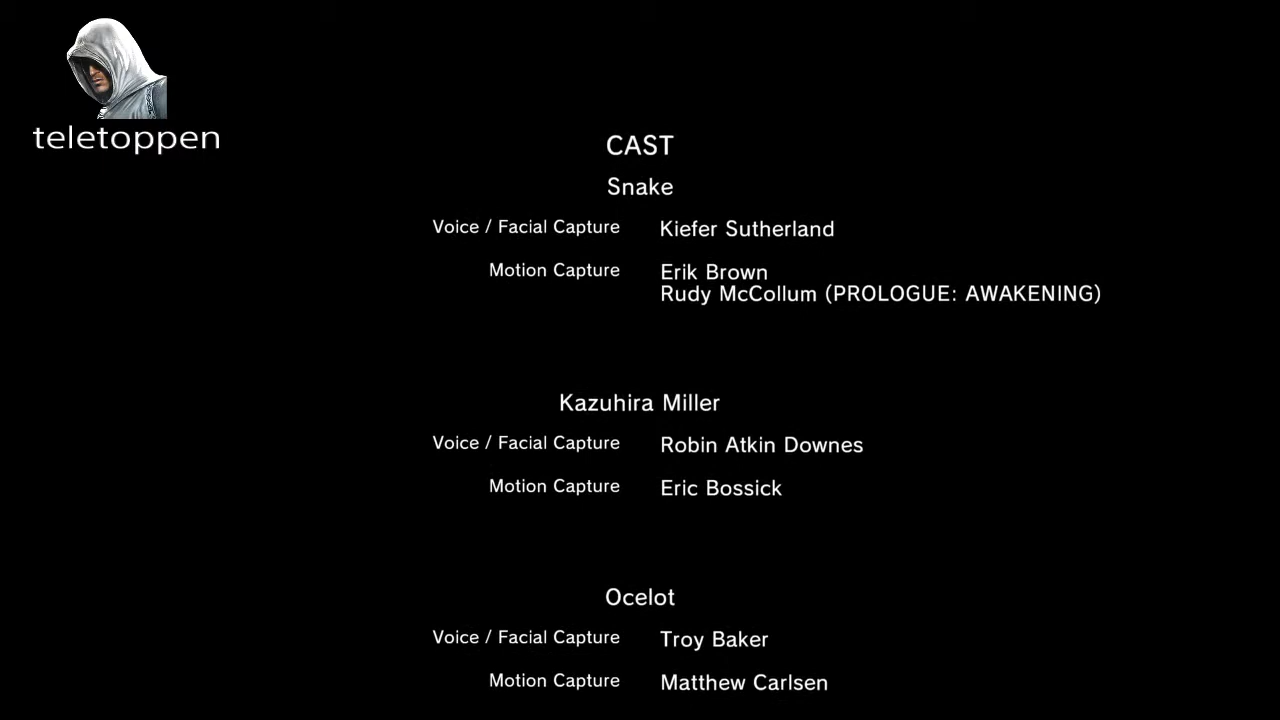 teletoppen
CAST
Snake
Voice / Facial Capture Kiefer Sutherland
Motion Capture Erik Brown
Rudy McCollum (PROLOGUE: AWAKENING)
Kazuhira Miller
Voice / Facial Capture Robin Atkin Downes
Motion Capture Eric Bossick
Ocelot
Voice / Facial Capture Troy Baker
Motion Capture Matthew Carlsen